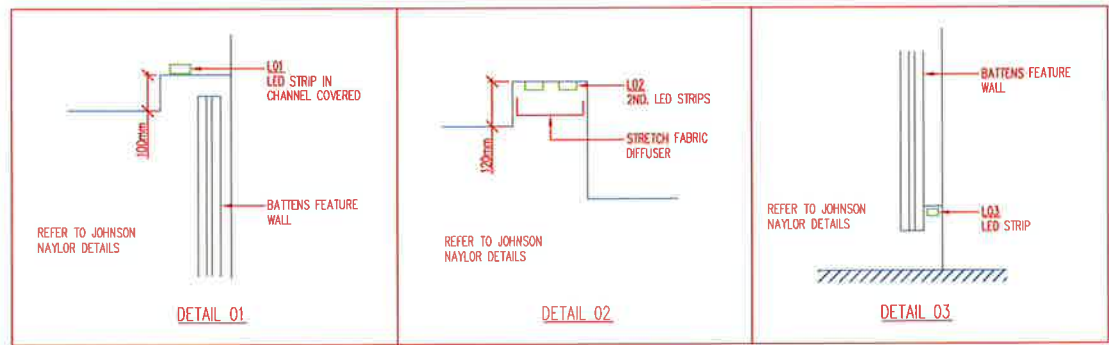 L01
LED STRIP IN
CHANNEL COVERED
100mm
BATTENS FEATURE
WALL
REFER TO JOHNSON
NAYLOR DETAILS
DETAIL 01
L02
2ND. LED STRIPS
120mm
STRETCH FABRIC
DIFFUSER
REFER TO JOHNSON
NAYLOR DETAILS
DETAIL 02
BATTENS FEATURE
WALL
REFER TO JOHNSON
NAYLOR DETAILS
L03
LED STRIP
DETAIL 03